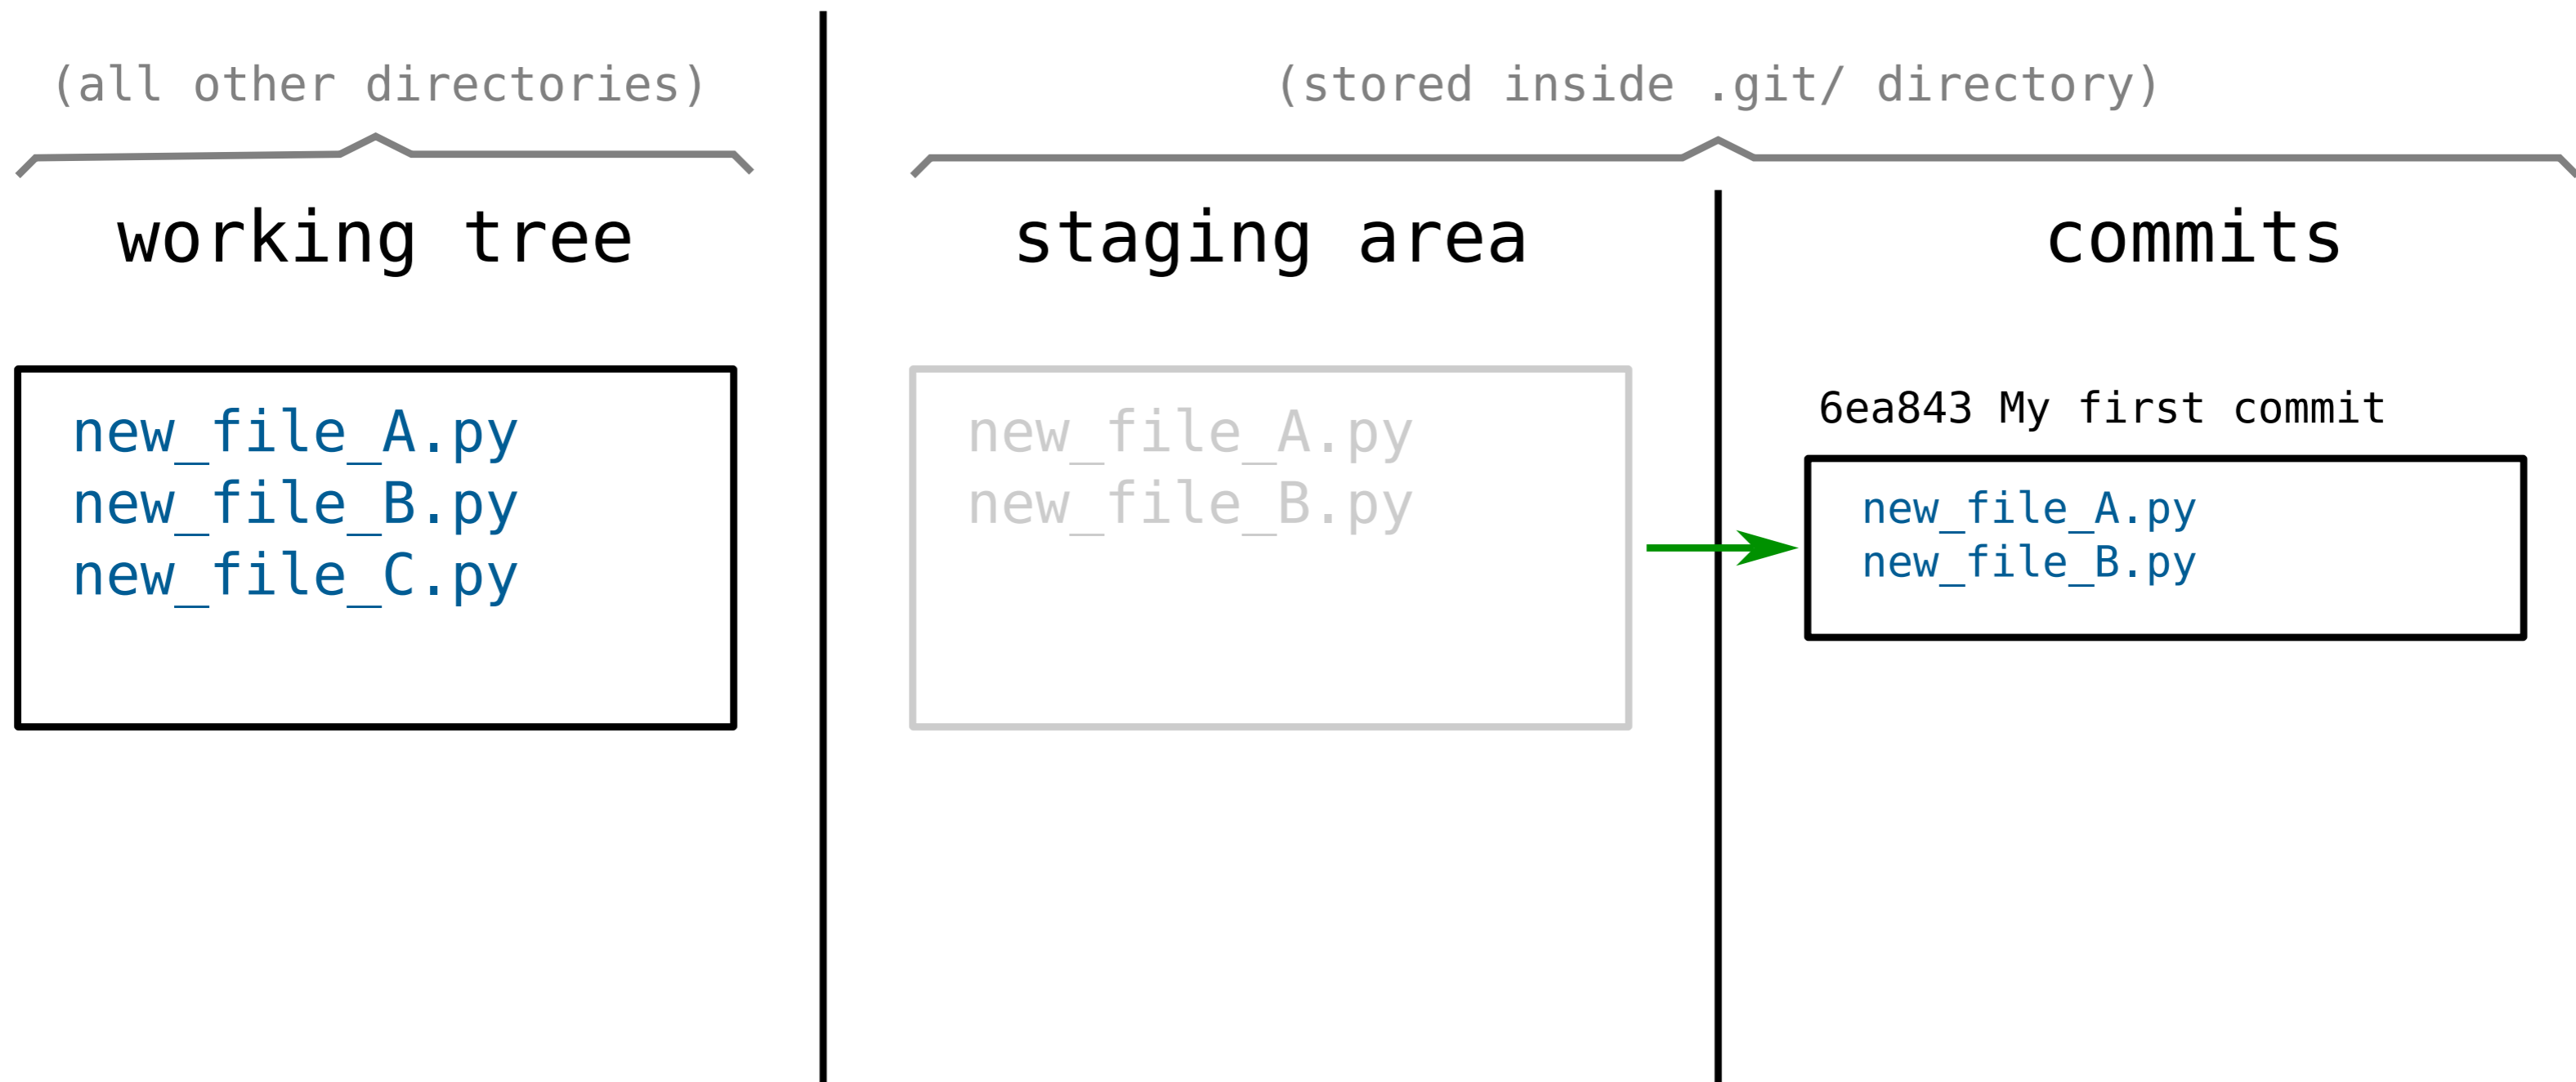 (all other directories)
(stored inside .git/ directory)
working tree
staging area
commits
new_file_A.py
new_file_B.py
new_file_C.py
new_file_A.py
new_file_B.py
6ea843 My first commit
new_file_A.py
new_file_B.py